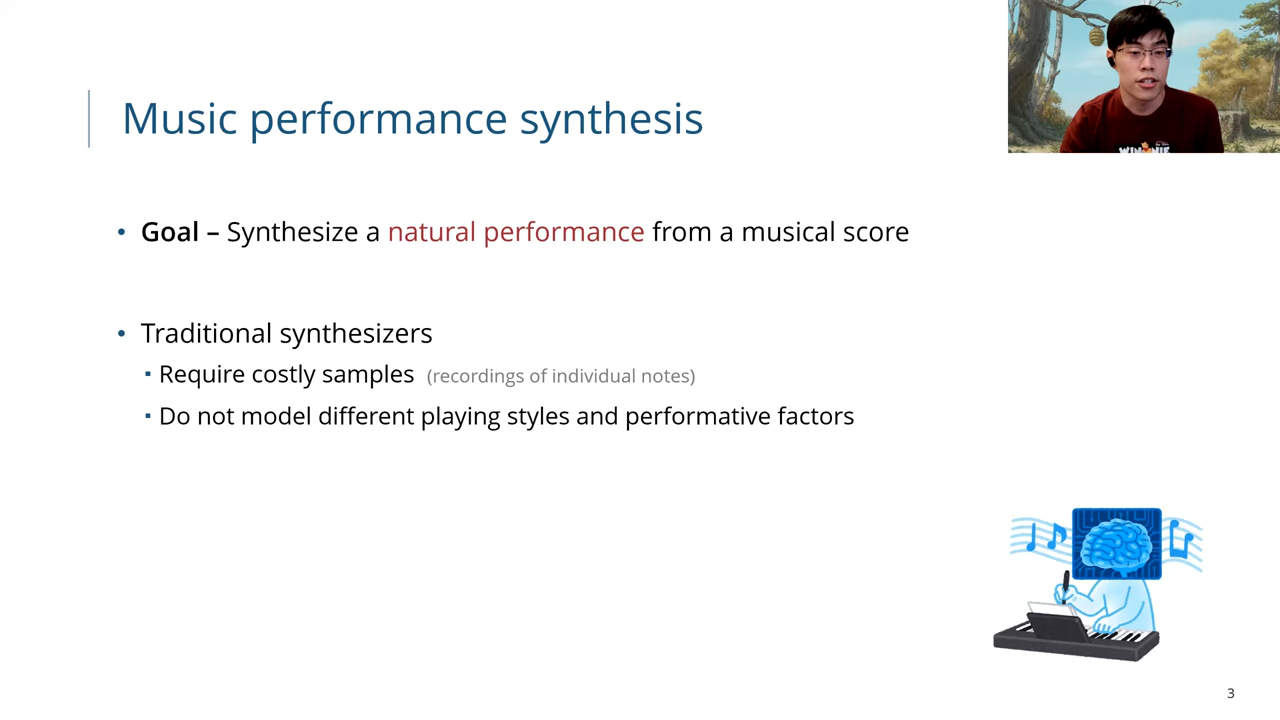 Music performance synthesis
• Goal – Synthesize a natural performance from a musical score
• Traditional synthesizers
▪ Require costly samples (recordings of individual notes)
▪ Do not model different playing styles and performative factors
3